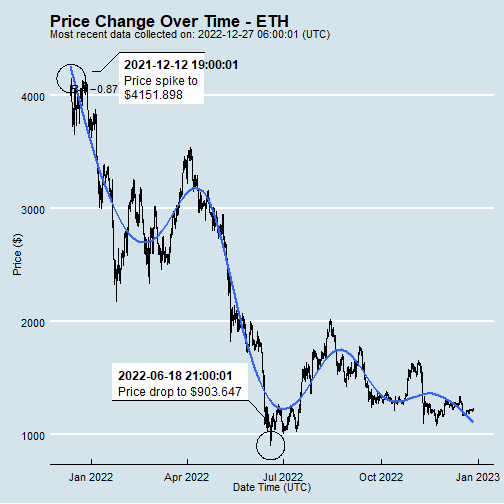 Price Change Over Time - ETH
Most recent data collected on: 2022-12-27 06:00:01 (UTC)
2021-12-12 19:00:01
Price spike to
$4151.898
-0.87
4000
3000
2000
1000
Price ($)
2022-06-18 21:00:01
Price drop to $903.647
Jan 2022
Apr 2022
Jul 2022
Oct 2022
Jan 2023
Date Time (UTC)